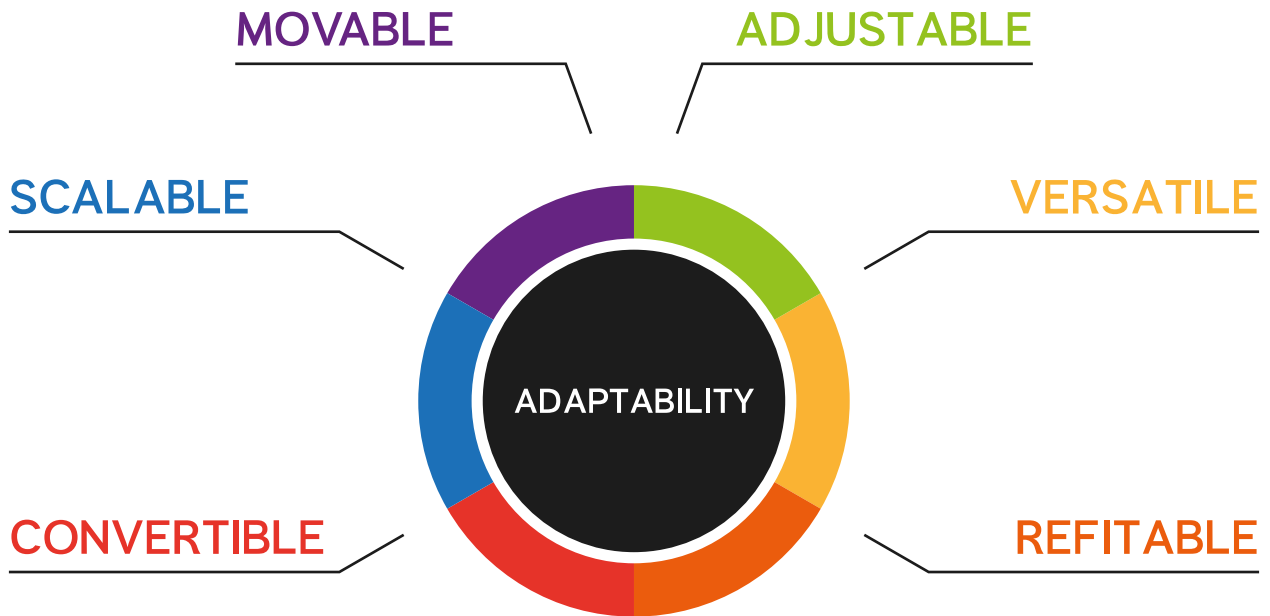 MOVABLE
ADJUSTABLE
SCALABLE
VERSATILE
ADAPTABILITY
CONVERTIBLE
REFITABLE